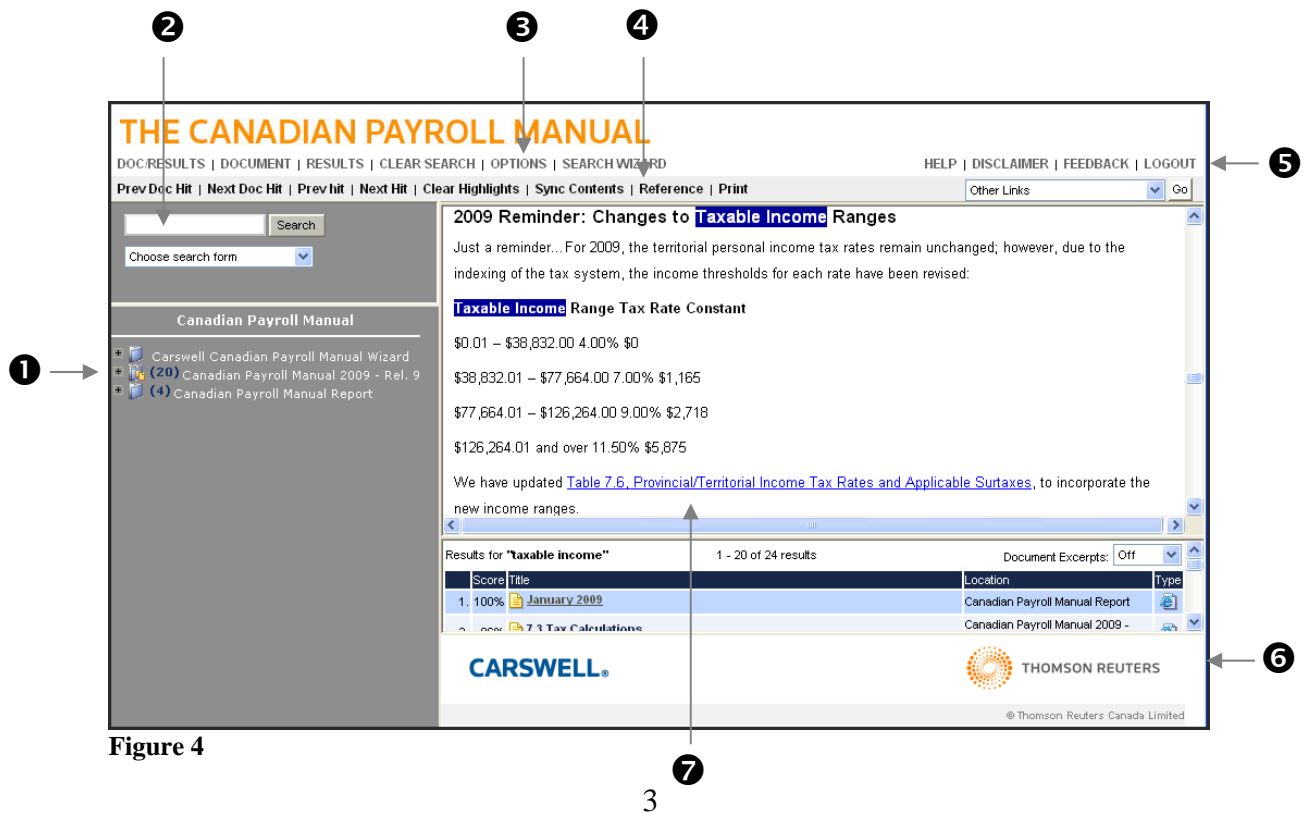 ❷ ❸ ❹
THE CANADIAN PAYROLL MANUAL
DOC/RESULTS | DOCUMENT | RESULTS | CLEAR SEARCH | OPTIONS | SEARCH WIZARD HELP | DISCLAIMER | FEEDBACK | LOGOUT
❺
Prev Doc Hit | Next Doc Hit | Prev hit | Next Hit | Clear Highlights | Sync Contents | Reference | Print Other Links Go
Search
Choose search form
Canadian Payroll Manual
Carswell Canadian Payroll Manual Wizard
❶
(20) Canadian Payroll Manual 2009 - Rel. 9
(4) Canadian Payroll Manual Report
2009 Reminder: Changes to Taxable Income Ranges
Just a reminder... For 2009, the territorial personal income tax rates remain unchanged; however, due to the
indexing of the tax system, the income thresholds for each rate have been revised:
Taxable Income Range Tax Rate Constant
$0.01 – $38,832.00 4.00% $0
$38,832.01 – $77,664.00 7.00% $1,165
$77,664.01 – $126,264.00 9.00% $2,718
$126,264.01 and over 11.50% $5,875
We have updated Table 7.6, Provincial/Territorial Income Tax Rates and Applicable Surtaxes, to incorporate the
new income ranges.
Results for "taxable income" 1 - 20 of 24 results Document Excerpts: Off
Score Title Location Type
1. 100% January 2009 Canadian Payroll Manual Report
7.3 Tax Calculations Canadian Payroll Manual 2009 -
CARSWELL® THOMSON REUTERS
❻
© Thomson Reuters Canada Limited
Figure 4
❼
3